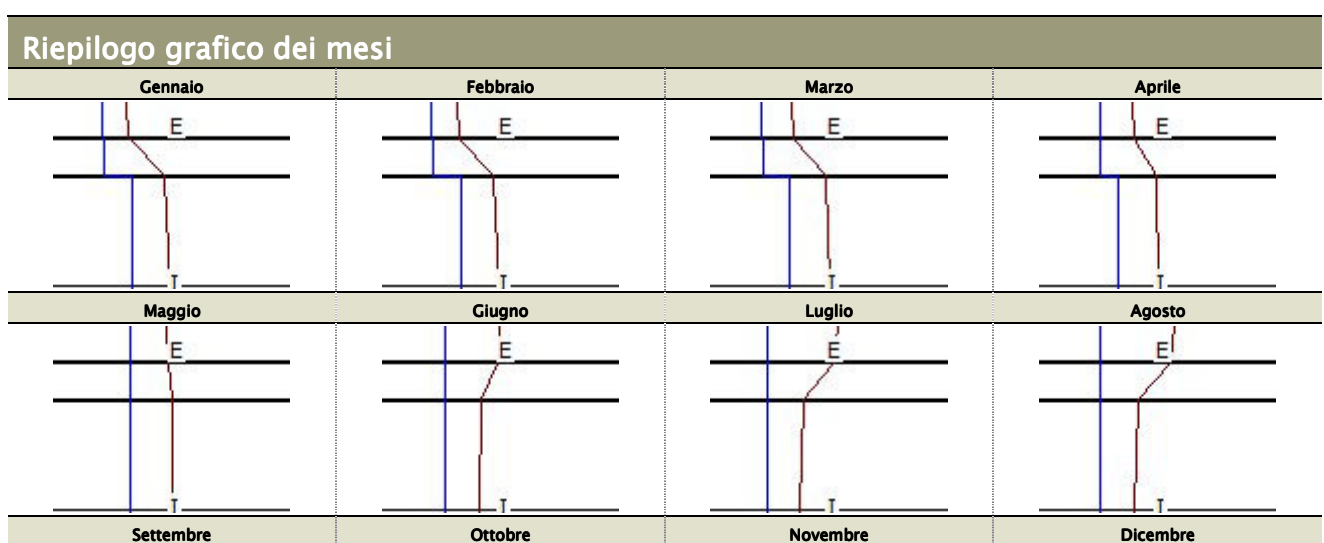 Riepilogo grafico dei mesi
Gennaio Febbraio Marzo Aprile
E E E E
I I I I
Maggio Giugno Luglio Agosto
E E E E
I I I I
Settembre Ottobre Novembre Dicembre